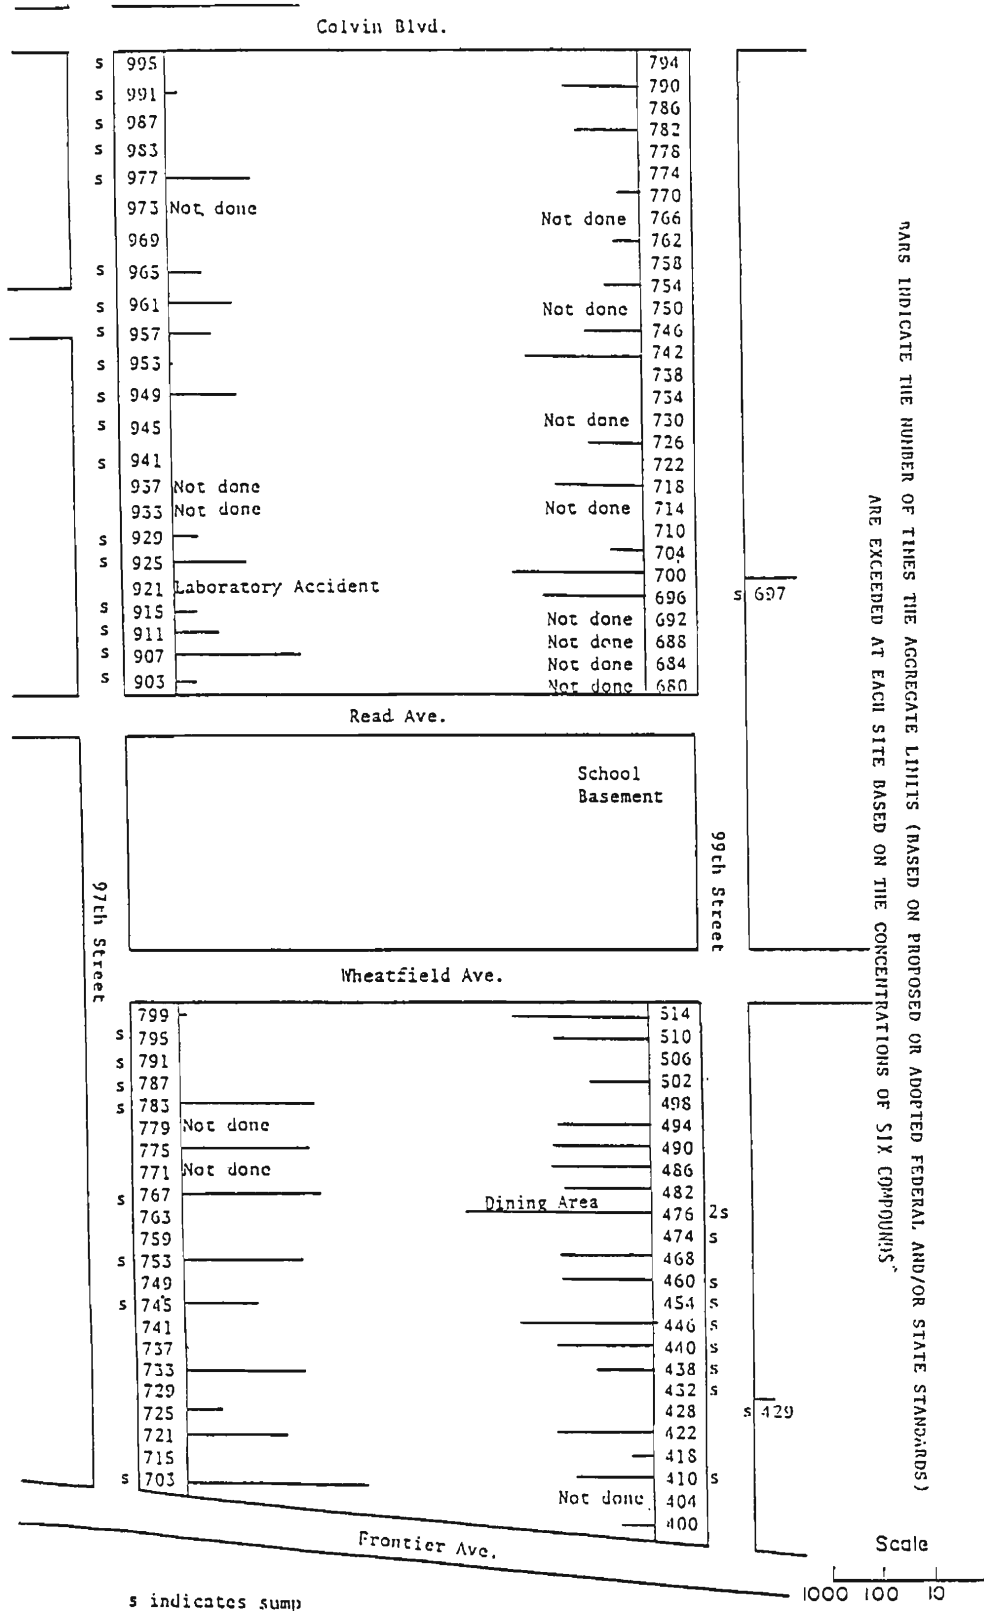 Colvin Blvd.
s 995
s 991
s 987
s 983
s 977
973 Not done
969
s 965
s 961
s 957
s 953
s 949
s 945
s 941
937 Not done
933 Not done
s 929
s 925
921 Laboratory Accident
s 915
s 911
s 907
s 903
794
790
786
782
778
774
770
Not done 766
762
758
754
Not done 750
746
742
738
734
Not done 730
726
722
718
Not done 714
710
704
700
696
Not done 692
Not done 688
Not done 684
Not done 680
s 697
Read Ave.
School
Basement
97th Street
99th Street
Wheatfield Ave.
799
s 795
s 791
s 787
s 783
779 Not done
775
771 Not done
s 767
763
759
s 753
749
s 745
741
737
733
729
725
721
715
s 703
514
510
506
502
498
494
490
486
482
Dining Area 476 2s
474 s
468
460 s
454 s
446 s
440 s
438 s
432 s
428
422
418
410 s
Not done 404
400
s 429
Frontier Ave.
s indicates sump
BARS INDICATE THE NUMBER OF TIMES THE AGGREGATE LIMITS (BASED ON PROPOSED OR ADOPTED FEDERAL AND/OR STATE STANDARDS)
ARE EXCEEDED AT EACH SITE BASED ON THE CONCENTRATIONS OF SIX COMPOUNDS"
Scale
1000 100 10